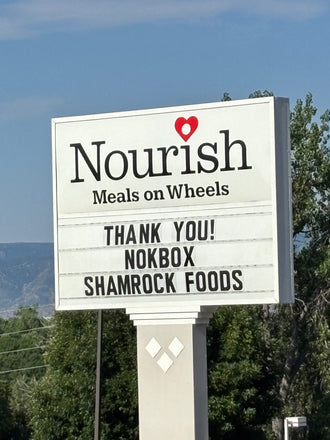 Nourish
Meals on Wheels
THANK YOU!
NOKBOX
SHAMROCK FOODS